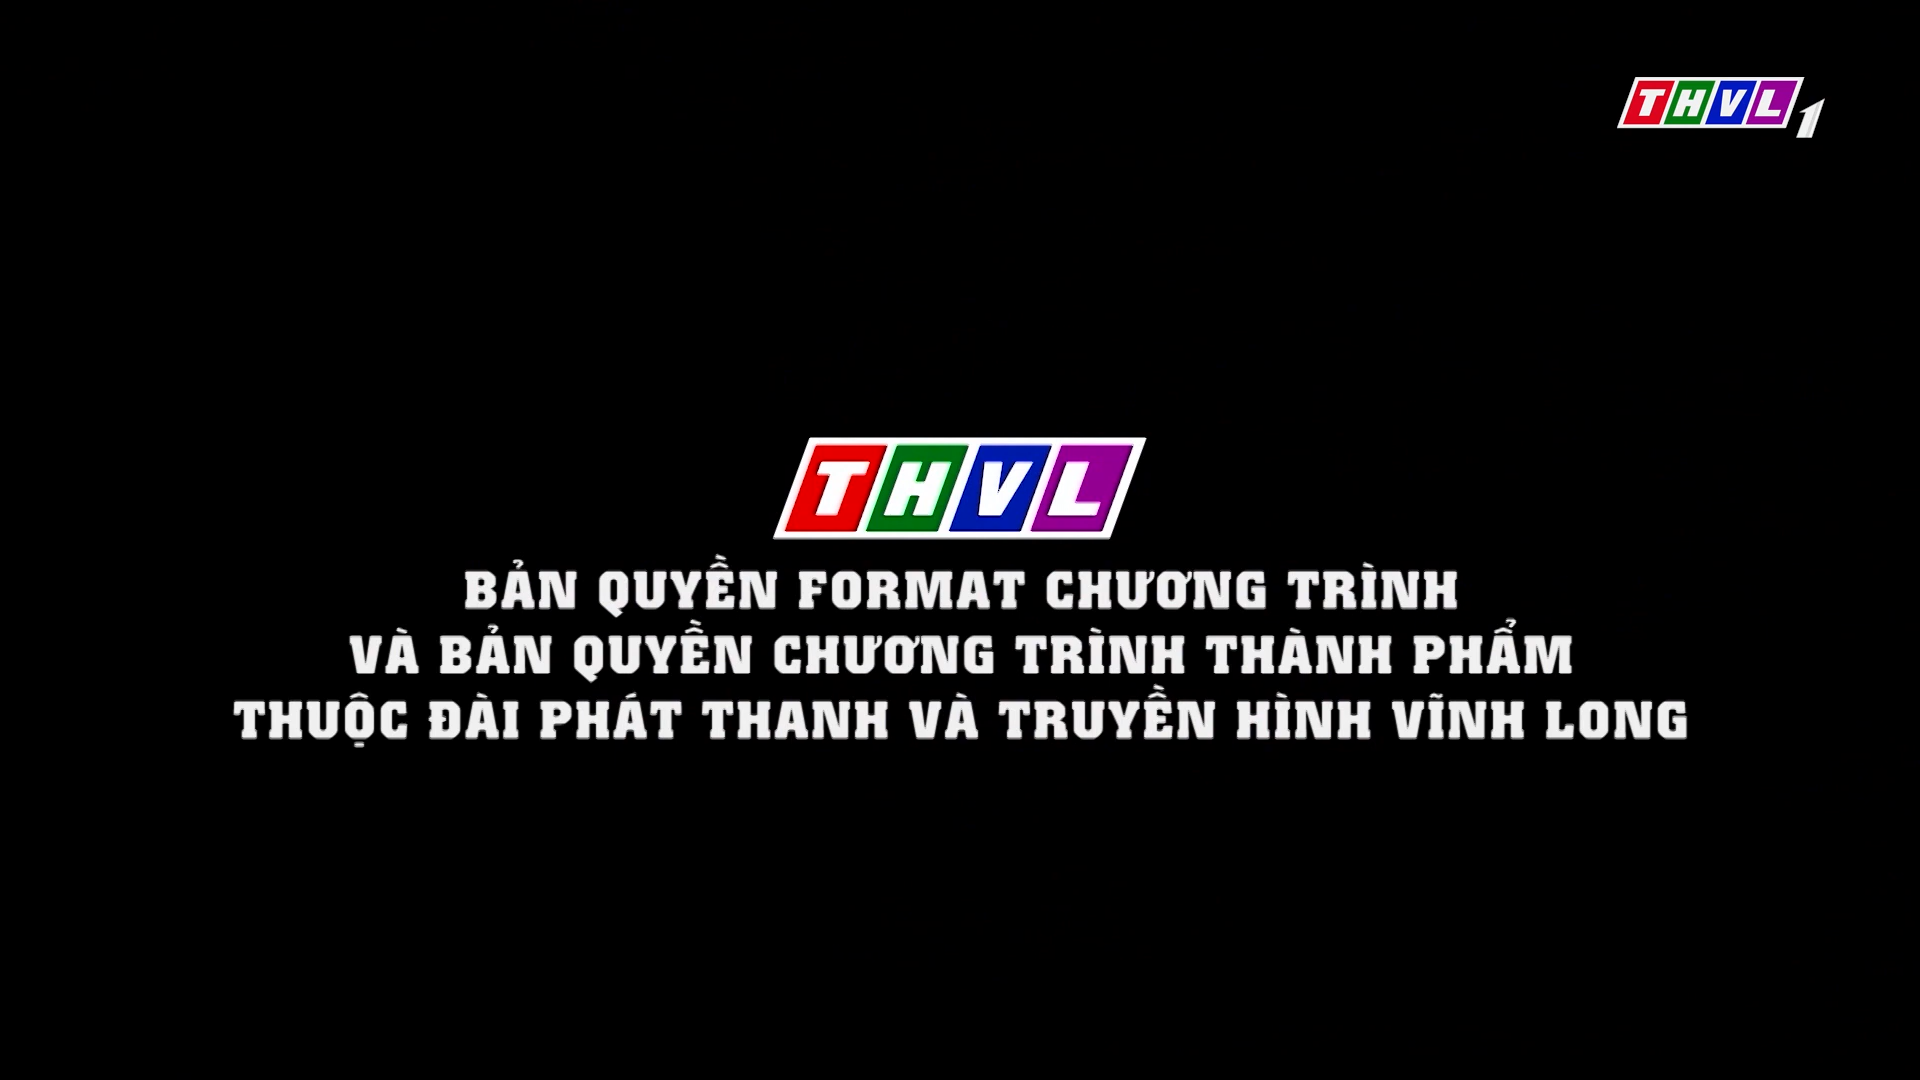 THVL1
THVL
BẢN QUYỀN FORMAT CHƯƠNG TRÌNH
VÀ BẢN QUYỀN CHƯƠNG TRÌNH THÀNH PHẨM
THUỘC ĐÀI PHÁT THANH VÀ TRUYỀN HÌNH VĨNH LONG